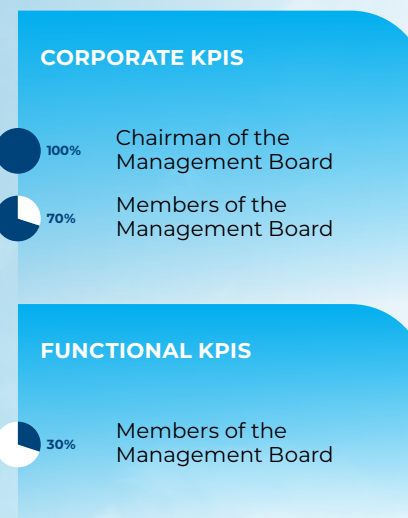 CORPORATE KPIS
100%
Chairman of the
Management Board
70%
Members of the
Management Board
FUNCTIONAL KPIS
30%
Members of the
Management Board